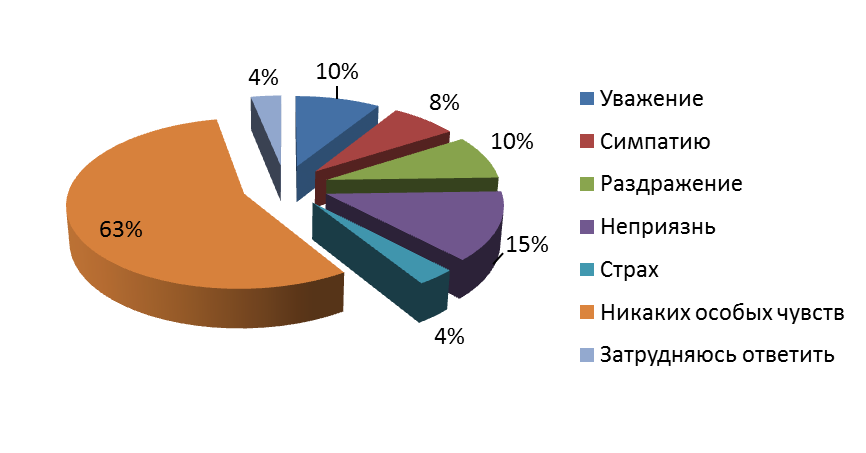 4%
10%
8%
10%
15%
4%
63%
Уважение
Симпатию
Раздражение
Неприязнь
Страх
Никаких особых чувств
Затрудняюсь ответить